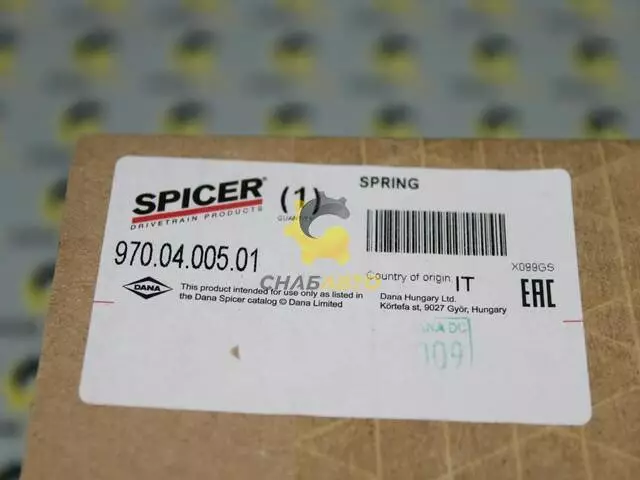 SPICER®
DRIVETRAIN PRODUCTS
(1)
QUANTITY
SPRING
970.04.005.01
СНАБАВТО
Country of origin IT
X099GS
DANA
This product intended for use only as listed in
the Dana Spicer catalog © Dana Limited
Dana Hungary Ltd.
Körtefa st, 9027 Győr, Hungary
EAC